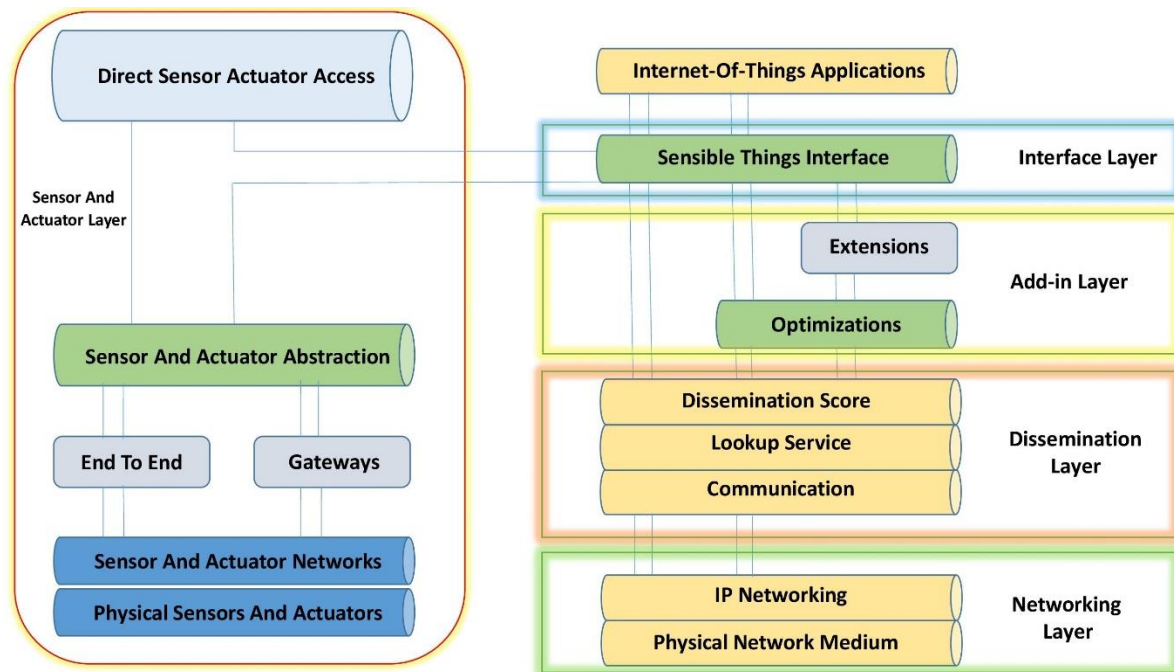 Direct Sensor Actuator Access
Sensor And
Actuator Layer
Sensor And Actuator Abstraction
End To End
Gateways
Sensor And Actuator Networks
Physical Sensors And Actuators
Internet-Of-Things Applications
Sensible Things Interface
Interface Layer
Extensions
Add-in Layer
Optimizations
Dissemination Score
Lookup Service
Communication
Dissemination
Layer
IP Networking
Physical Network Medium
Networking
Layer